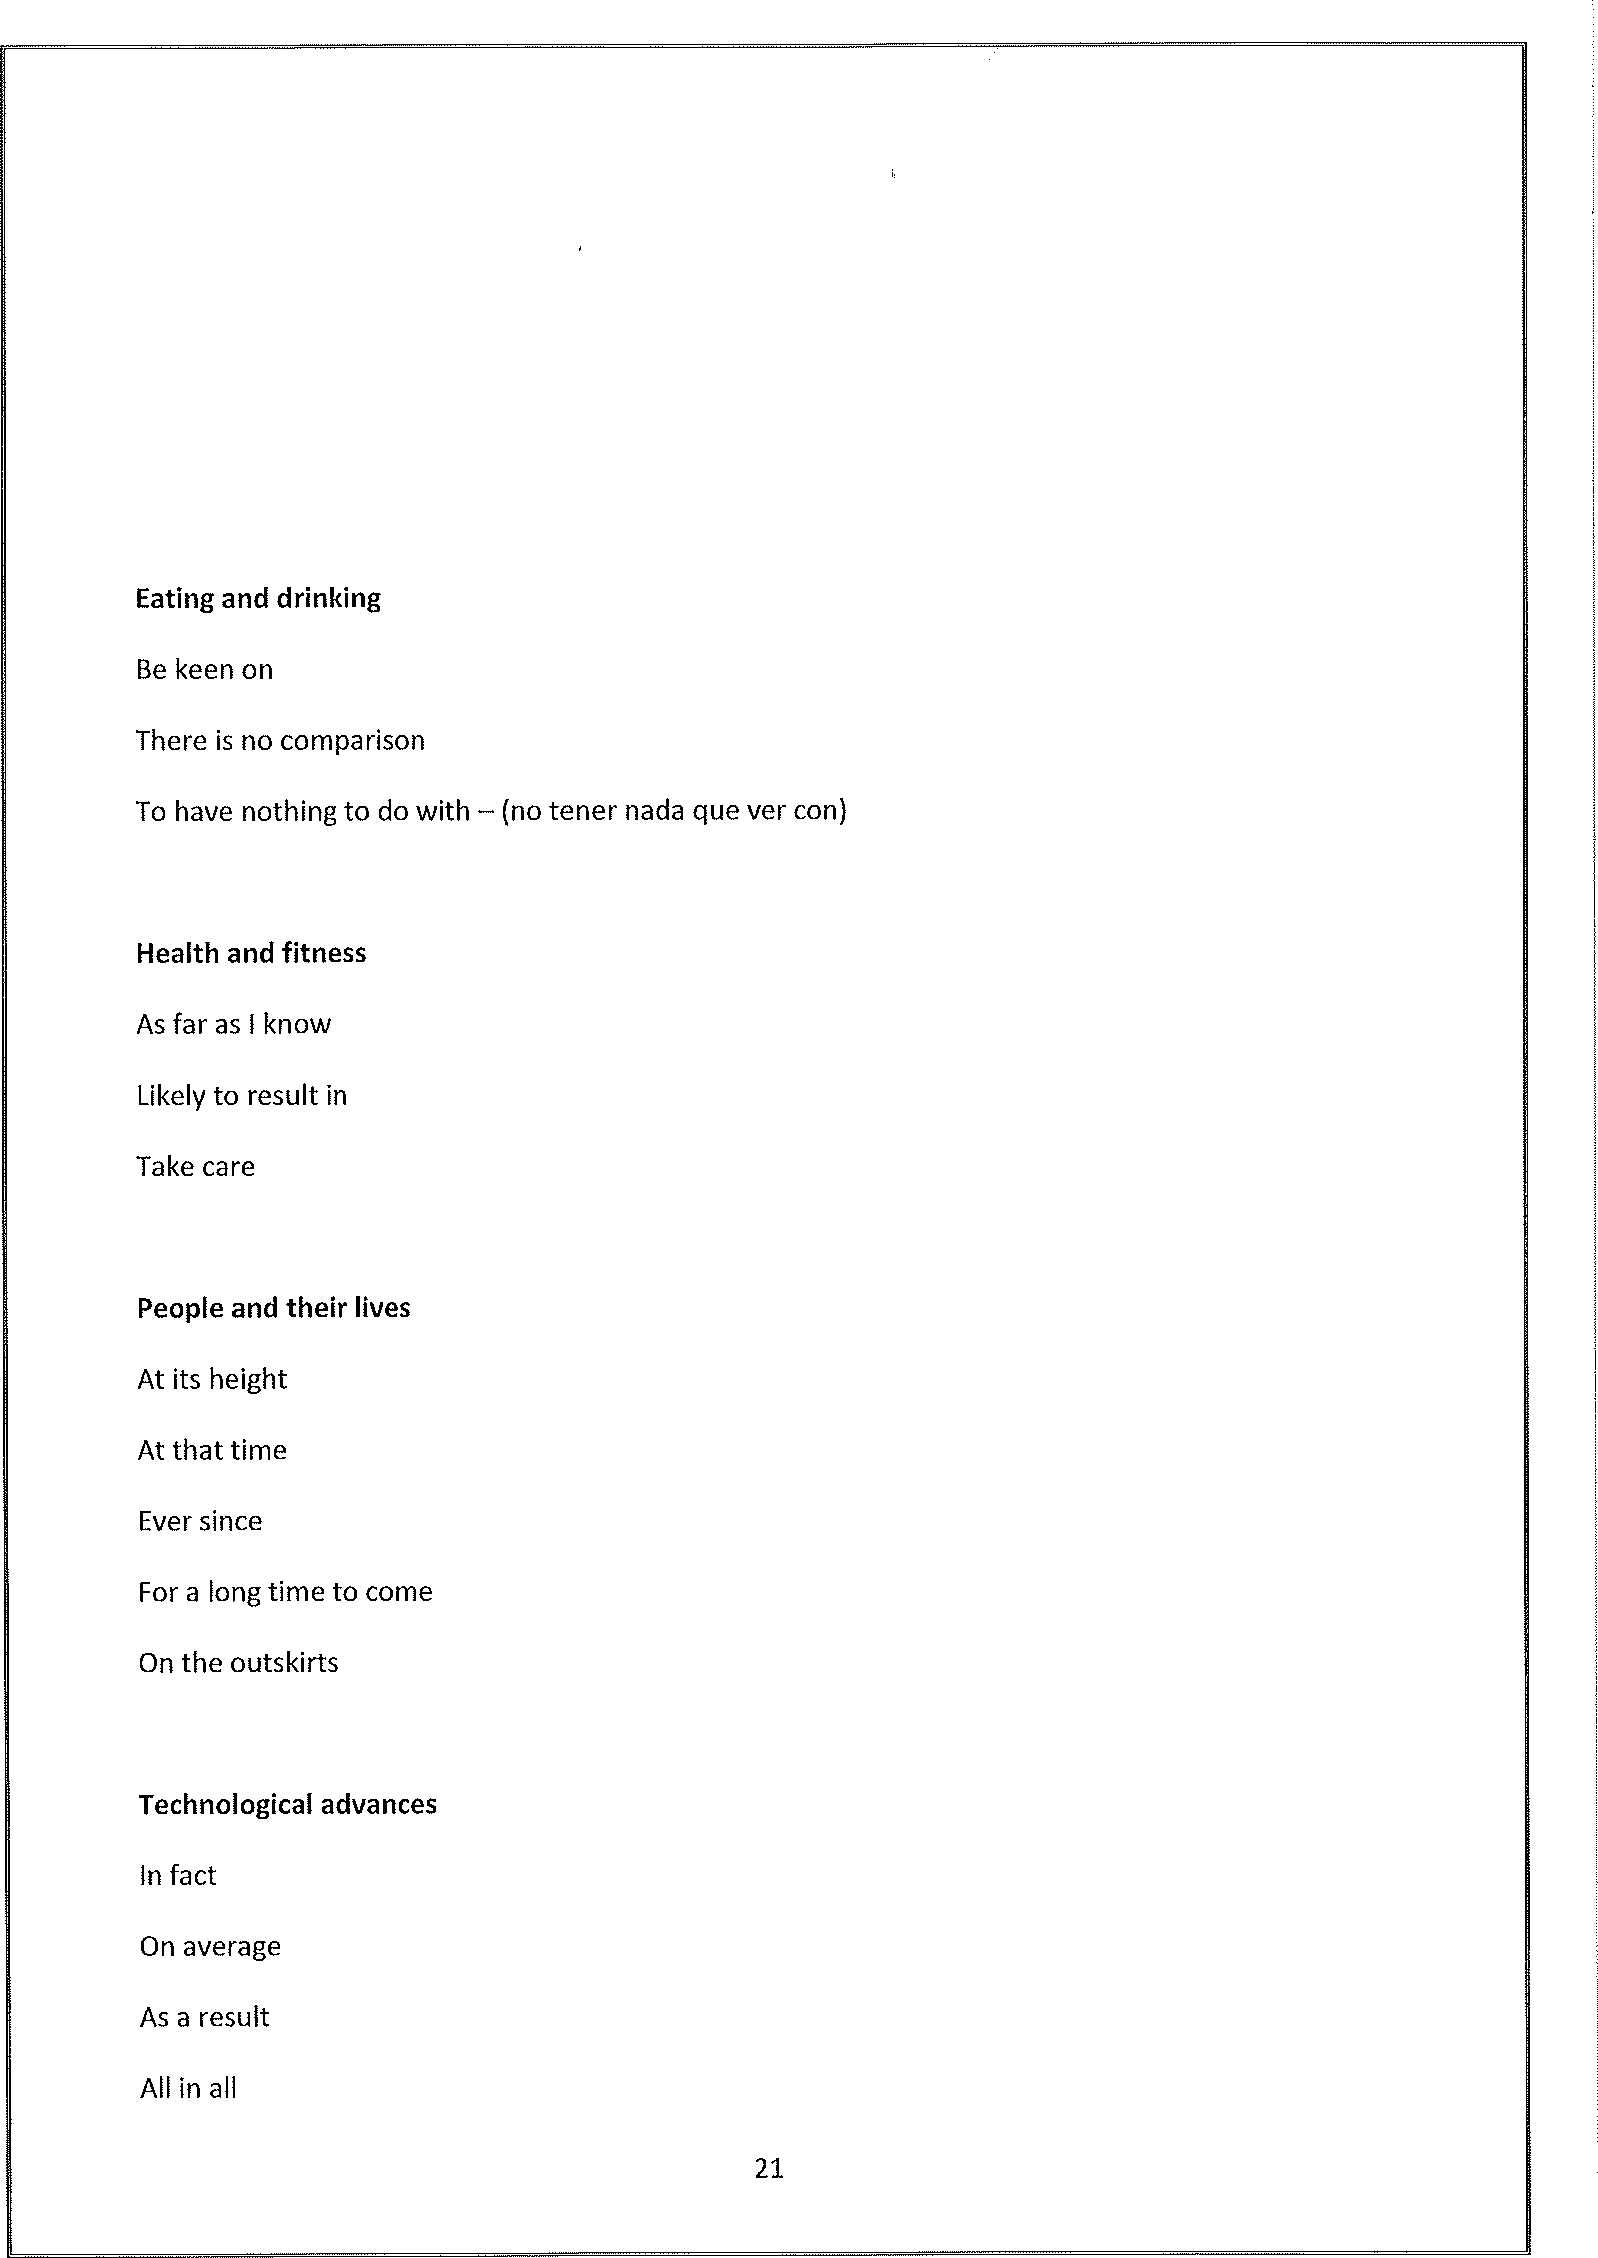 Eating and drinking
Be keen on
There is no comparison
To have nothing to do with – (no tener nada que ver con)
Health and fitness
As far as I know
Likely to result in
Take care
People and their lives
At its height
At that time
Ever since
For a long time to come
On the outskirts
Technological advances
In fact
On average
As a result
All in all
21